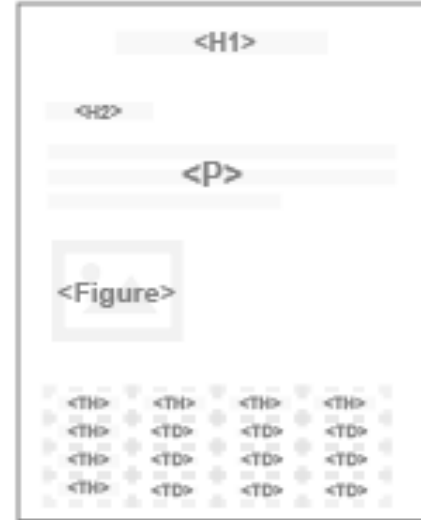 <H1>
<H2>
<P>
<Figure>
<TH> <TH> <TH> <TH>
<TH> <TD> <TD> <TD>
<TH> <TD> <TD> <TD>
<TH> <TD> <TD> <TD>